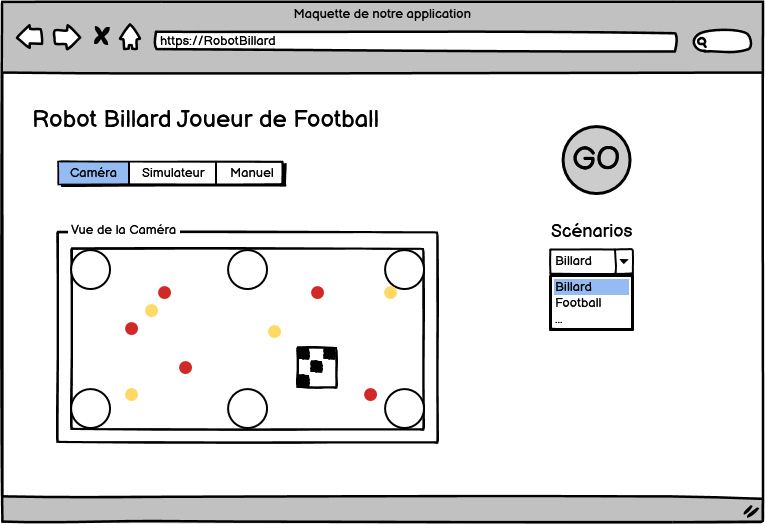 Maquette de notre application
https://RobotBillard
Robot Billard Joueur de Football
GO
Caméra Simulateur Manuel
Vue de la Caméra
Scénarios
Billard
Billard
Football
...